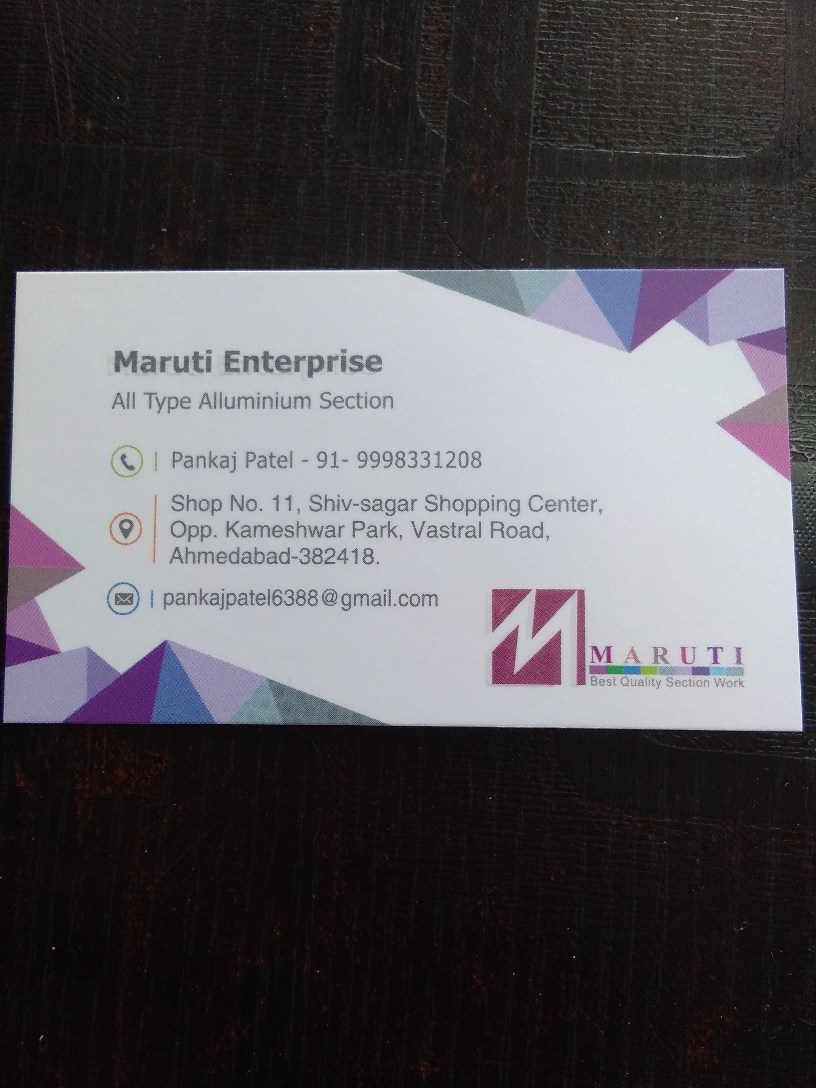 Maruti Enterprise
All Type Alluminium Section
Pankaj Patel - 91- 9998331208
Shop No. 11, Shiv-sagar Shopping Center,
Opp. Kameshwar Park, Vastral Road,
Ahmedabad-382418.
pankajpatel6388@gmail.com
MARUTI
Best Quality Section Work